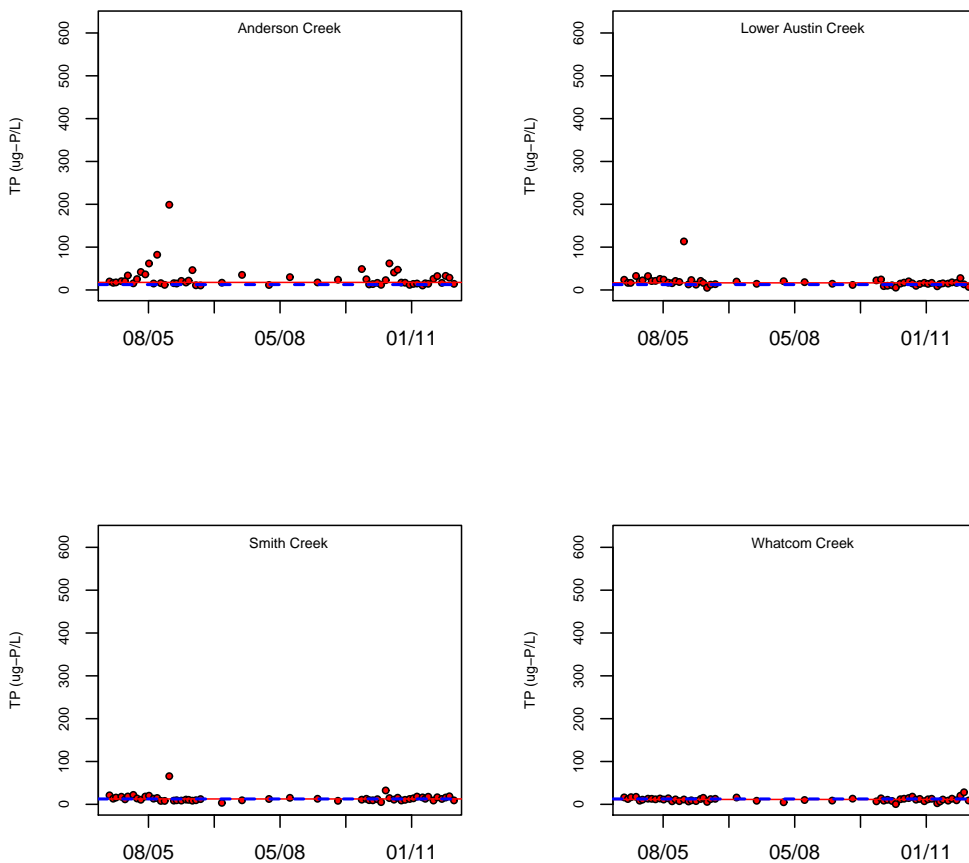 Anderson Creek
TP (ug−P/L)
600
500
400
300
200
100
0
08/05 05/08 01/11
Lower Austin Creek
TP (ug−P/L)
600
500
400
300
200
100
0
08/05 05/08 01/11
Smith Creek
TP (ug−P/L)
600
500
400
300
200
100
0
08/05 05/08 01/11
Whatcom Creek
TP (ug−P/L)
600
500
400
300
200
100
0
08/05 05/08 01/11